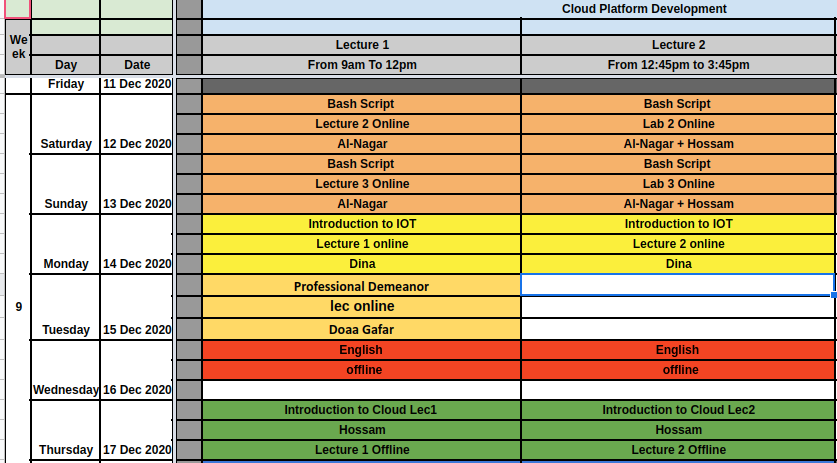 Cloud Platform Development
We
ek
Lecture 1 Lecture 2
Day Date From 9am To 12pm From 12:45pm to 3:45pm
Friday 11 Dec 2020
Bash Script Bash Script
Lecture 2 Online Lab 2 Online
Saturday 12 Dec 2020 Al-Nagar Al-Nagar + Hossam
Bash Script Bash Script
Lecture 3 Online Lab 3 Online
Sunday 13 Dec 2020 Al-Nagar Al-Nagar + Hossam
Introduction to IOT Introduction to IOT
Lecture 1 online Lecture 2 online
Monday 14 Dec 2020 Dina Dina
Professional Demeanor
9 lec online
Tuesday 15 Dec 2020 Doaa Gafar
English English
offline offline
Wednesday 16 Dec 2020
Introduction to Cloud Lec1 Introduction to Cloud Lec2
Hossam Hossam
Thursday 17 Dec 2020 Lecture 1 Offline Lecture 2 Offline